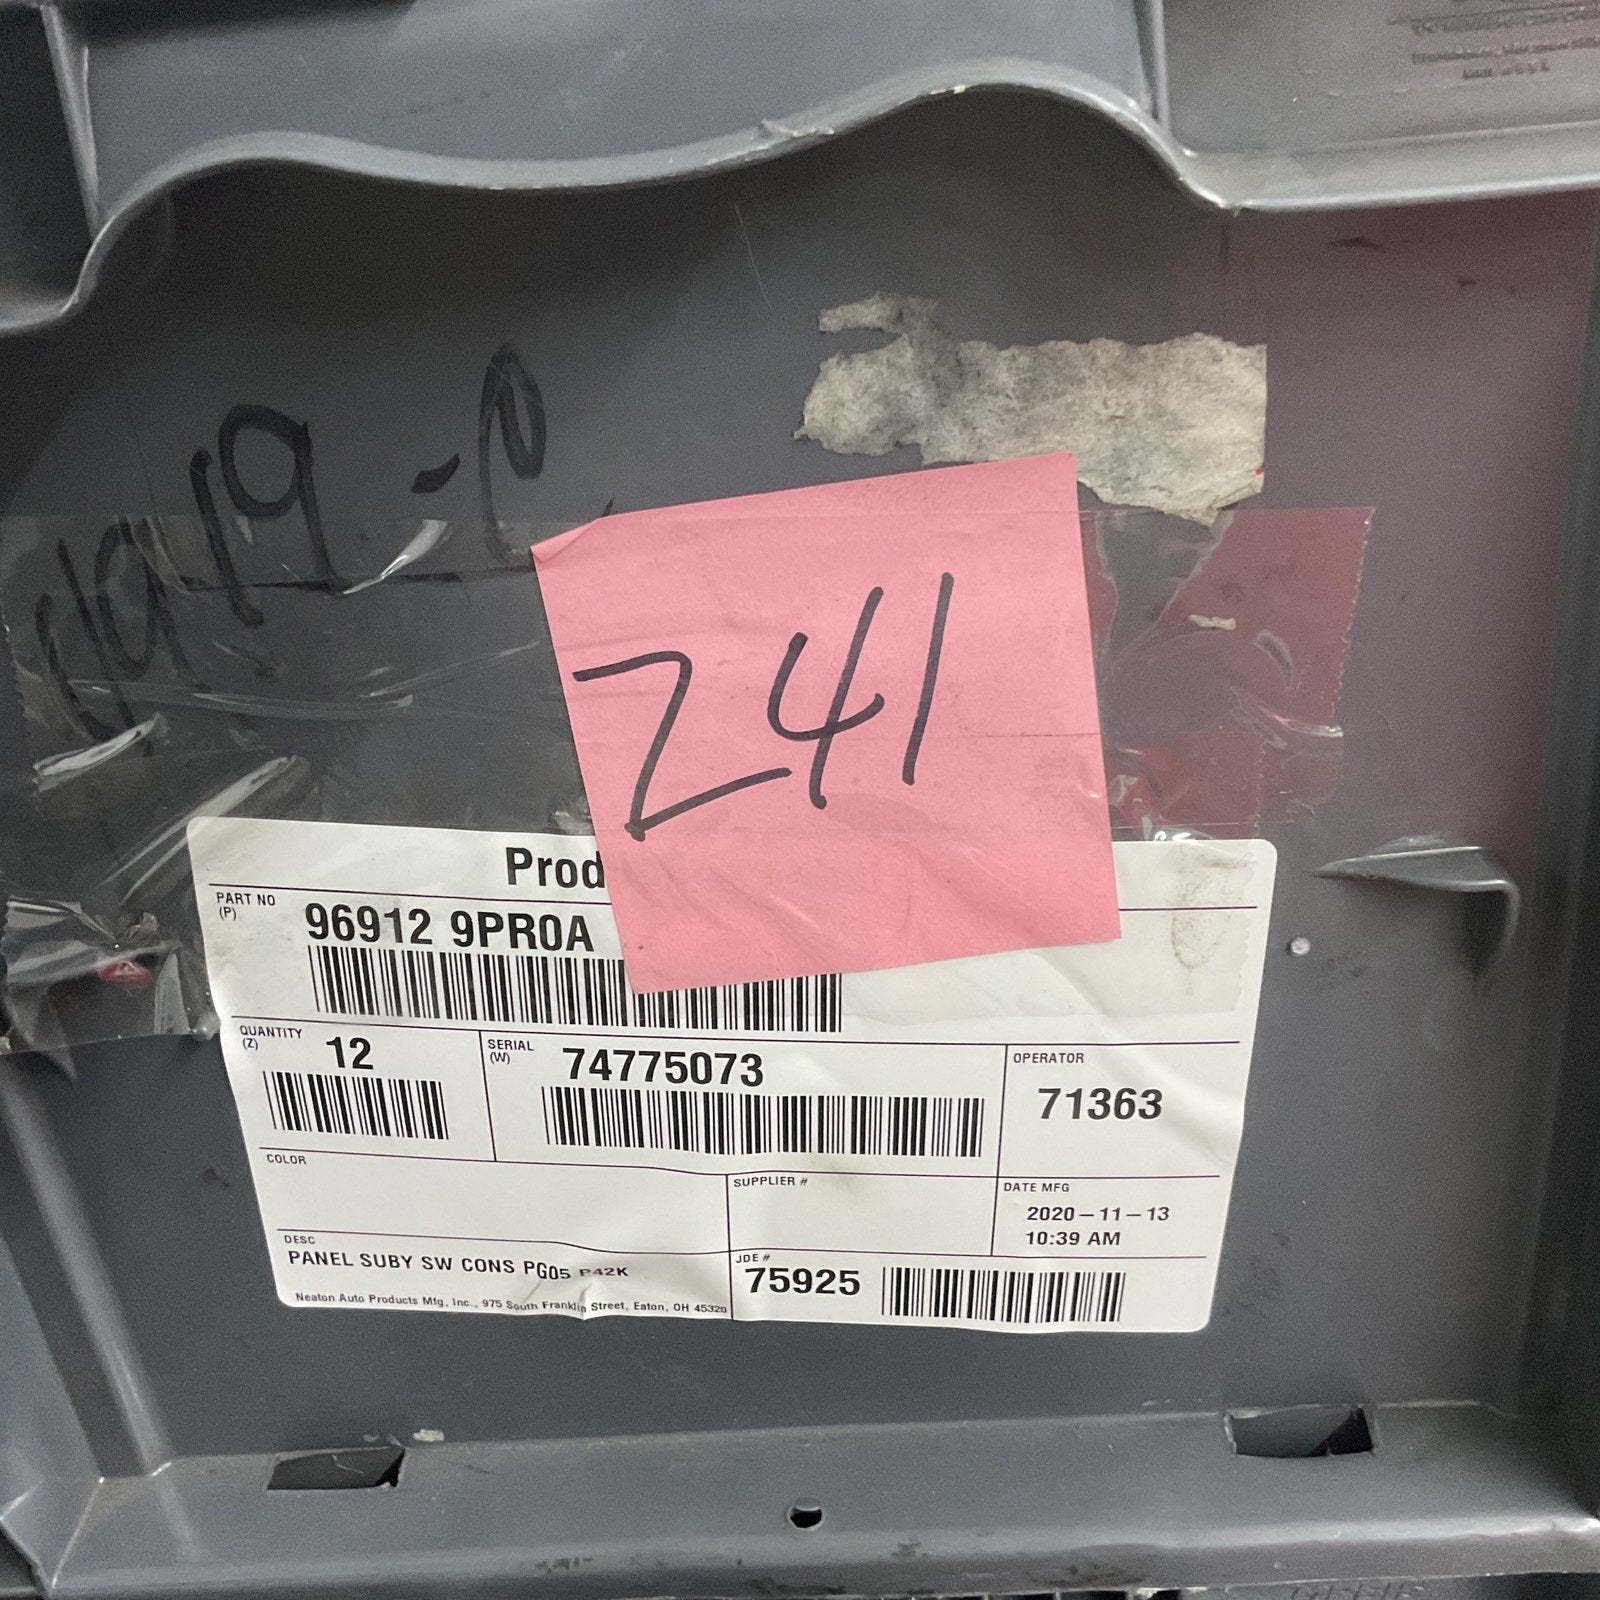 241
Prod
PART NO
(P)
96912 9PR0A
QUANTITY
(Z)
12
SERIAL
(W)
74775073
OPERATOR
71363
COLOR
SUPPLIER #
DATE MFG
2020-11-13
10:39 AM
DESC
PANEL SUBY SW CONS PG05 P42K
JDE #
75925
Neaton Auto Products Mfg, Inc., 975 South Franklin Street, Eaton, OH 45320